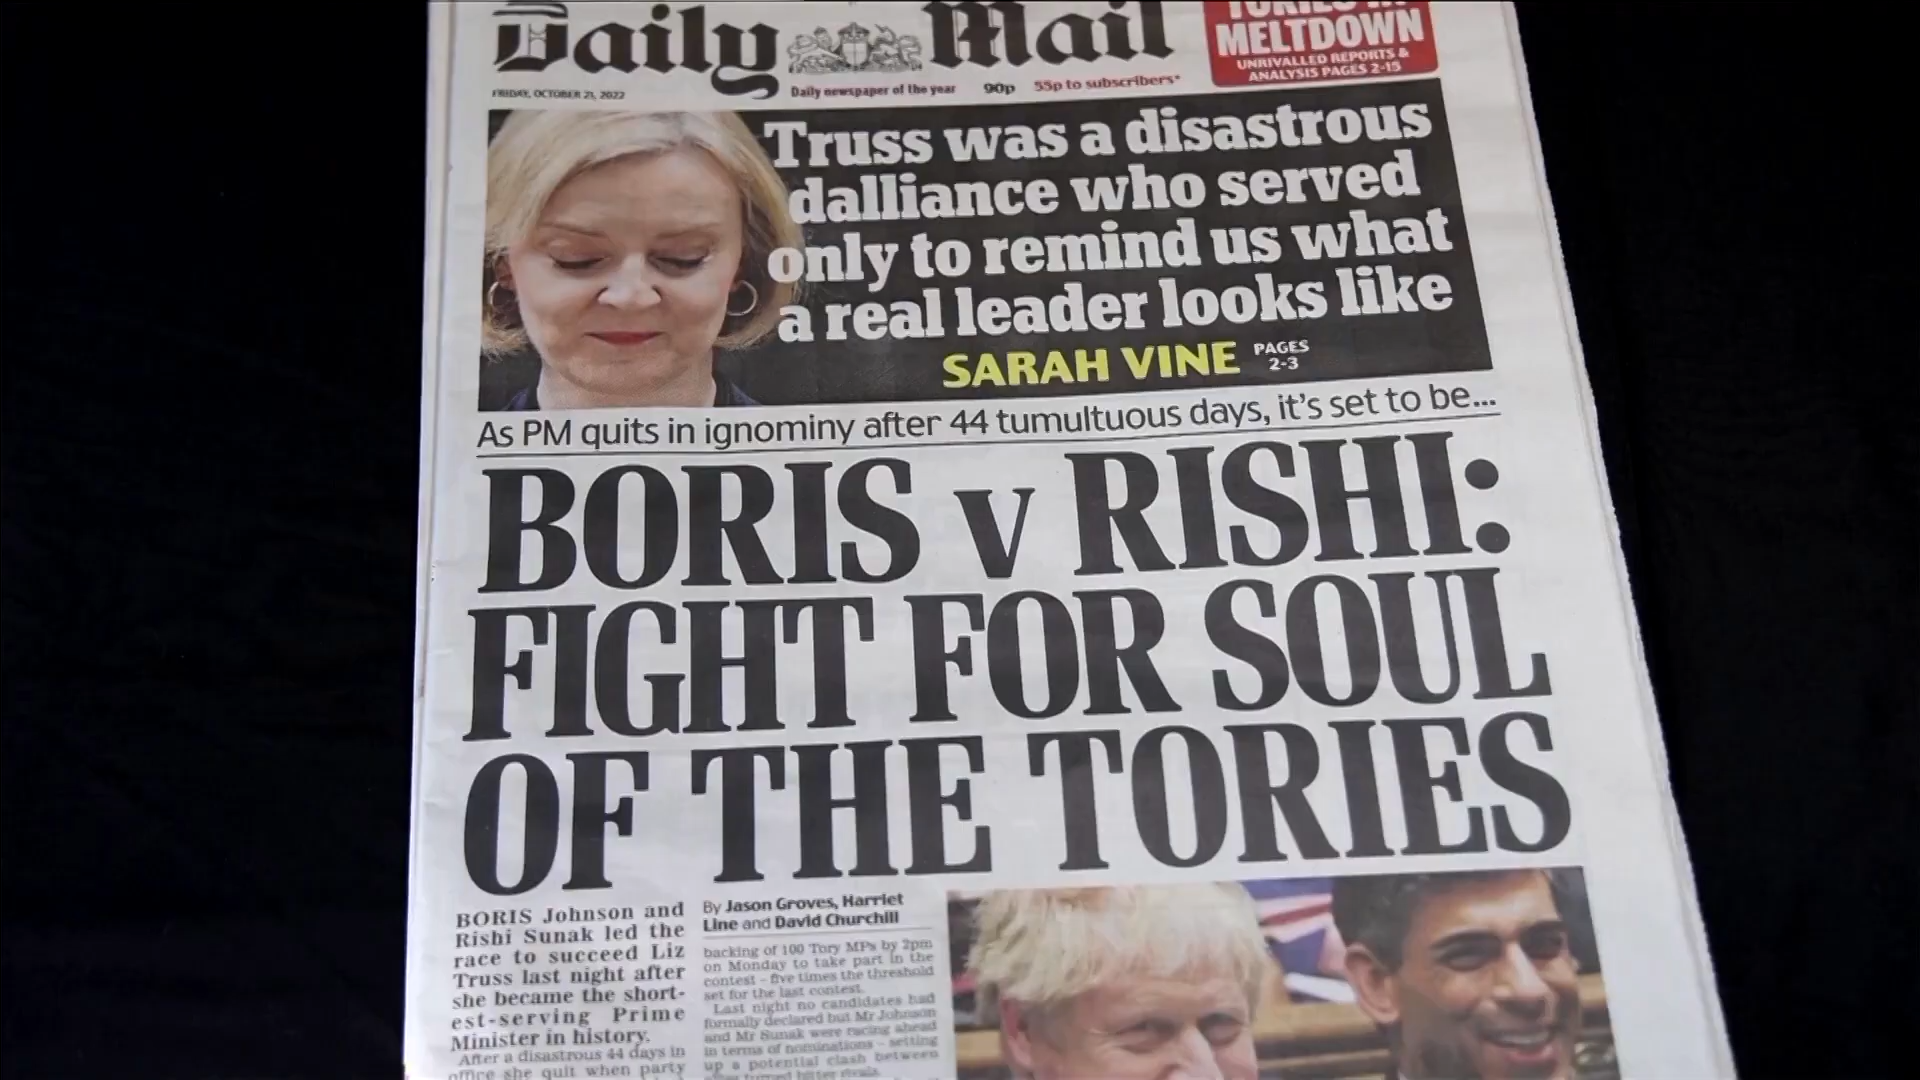 Daily Mail
TORIES IN
MELTDOWN
UNRIVALLED REPORTS &
ANALYSIS PAGES 2-15
FRIDAY, OCTOBER 21, 2022
Daily newspaper of the year
90p
55p to subscribers*
Truss was a disastrous
dalliance who served
only to remind us what
a real leader looks like
SARAH VINE
PAGES
2-3
As PM quits in ignominy after 44 tumultuous days, it's set to be...
BORIS v RISHI:
FIGHT FOR SOUL
OF THE TORIES
BORIS Johnson and
Rishi Sunak led the
race to succeed Liz
Truss last night after
she became the short-
est-serving Prime
Minister in history.
After a disastrous 44 days in
office she quit when party
By Jason Groves, Harriet
Line and David Churchill
backing of 100 Tory MPs by 2pm
on Monday to take part in the
contest – five times the threshold
set for the last contest.
Last night no candidates had
formally declared but Mr Johnson
and Mr Sunak were racing ahead
in terms of nominations – setting
up a potential clash between
turned bitter rivals.